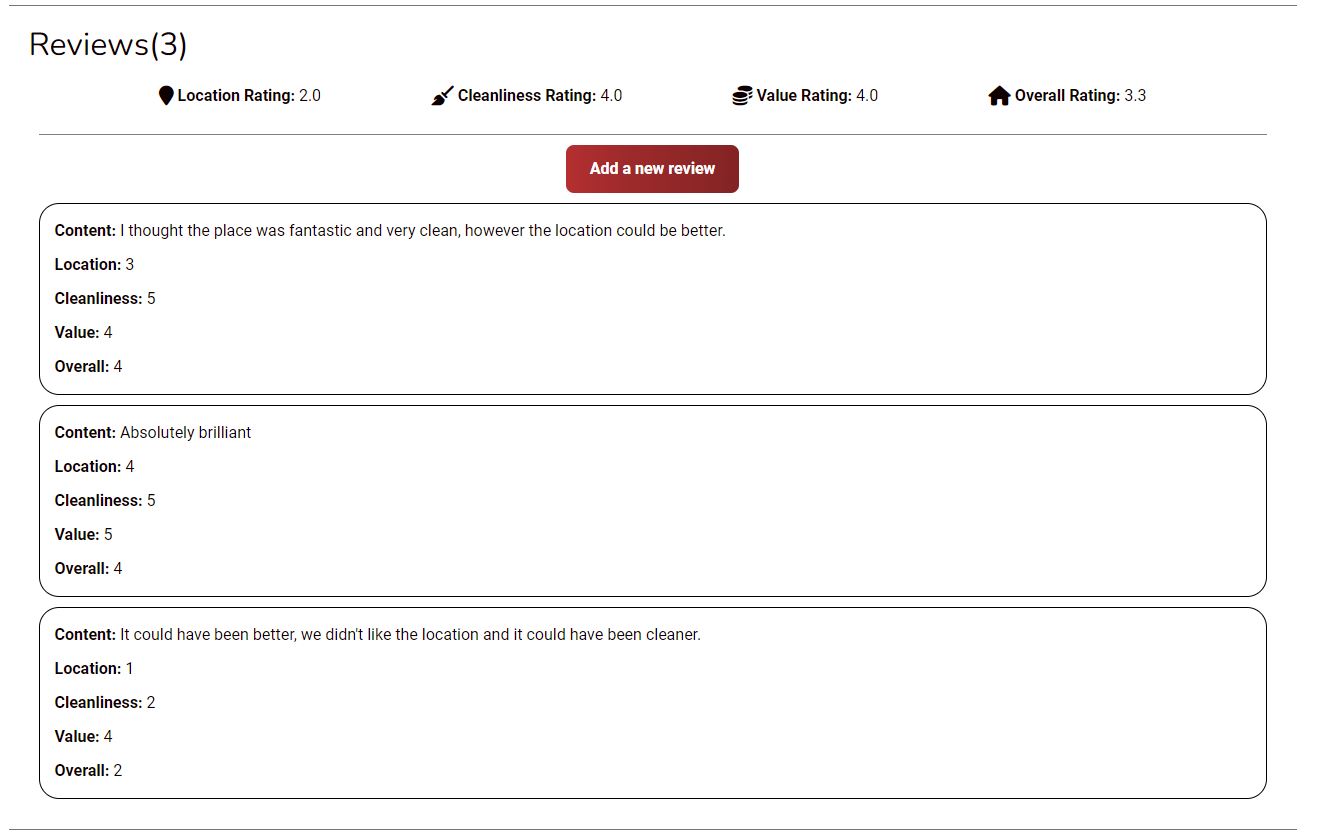 Reviews(3)
Location Rating: 2.0 Cleanliness Rating: 4.0 Value Rating: 4.0 Overall Rating: 3.3
Add a new review
Content: I thought the place was fantastic and very clean, however the location could be better.
Location: 3
Cleanliness: 5
Value: 4
Overall: 4
Content: Absolutely brilliant
Location: 4
Cleanliness: 5
Value: 5
Overall: 4
Content: It could have been better, we didn't like the location and it could have been cleaner.
Location: 1
Cleanliness: 2
Value: 4
Overall: 2